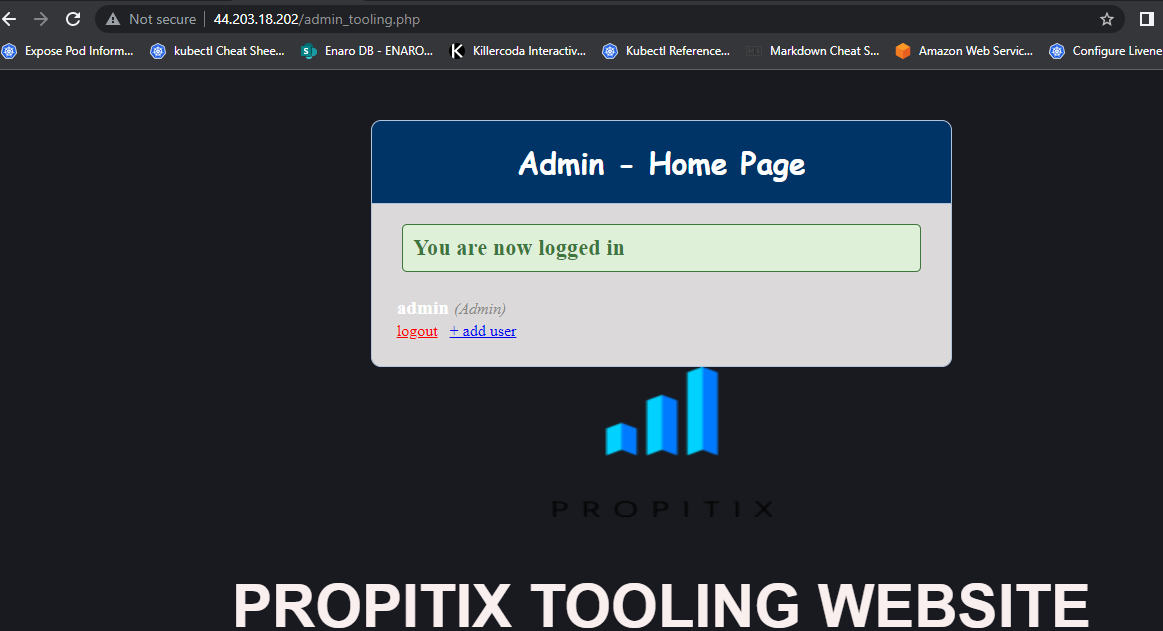 Not secure 44.203.18.202/admin_tooling.php
Expose Pod Inform... kubectl Cheat Shee... Enaro DB - ENARO... Killercoda Interactiv... Kubectl Reference... Markdown Cheat S... Amazon Web Servic... Configure Livene
Admin - Home Page
You are now logged in
admin (Admin)
logout + add user
PROPITIX
PROPITIX TOOLING WEBSITE